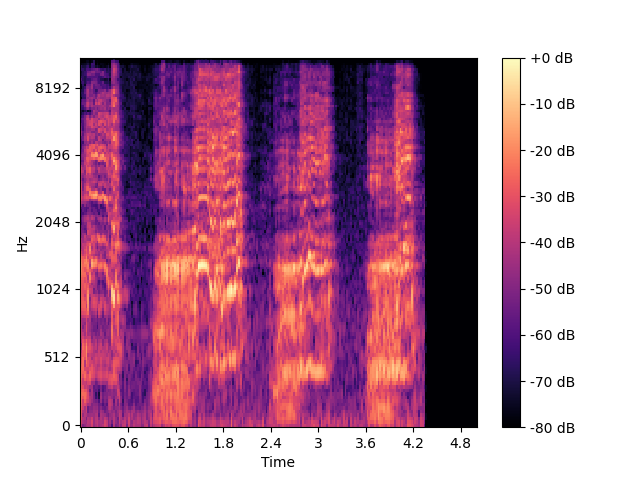 +0 dB
8192
-10 dB
4096
-20 dB
-30 dB
2048
Hz
-40 dB
1024
-50 dB
512
-60 dB
-70 dB
0
-80 dB
0 0.6 1.2 1.8 2.4 3 3.6 4.2 4.8
Time